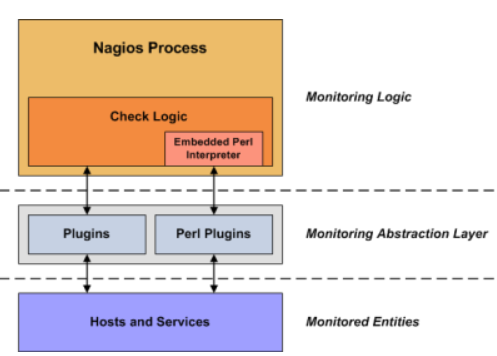 Nagios Process
Monitoring Logic
Check Logic
Embedded Perl
Interpreter
Plugins
Perl Plugins
Monitoring Abstraction Layer
Hosts and Services
Monitored Entities